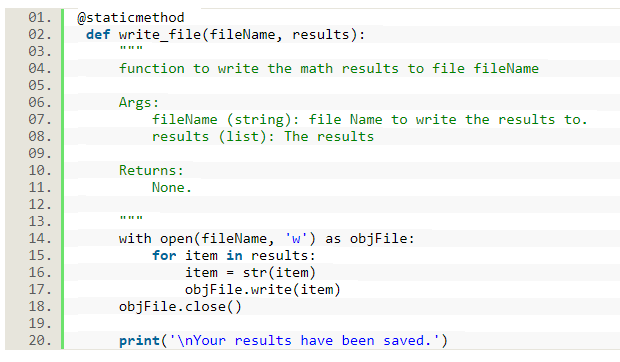 01. @staticmethod
02.  def write_file(fileName, results):
03.     """
04.     function to write the math results to file fileName
05.
06.     Args:
07.         fileName (string): file Name to write the results to.
08.         results (list): The results
09.
10.     Returns:
11.         None.
12.
13.     """
14.     with open(fileName, 'w') as objFile:
15.         for item in results:
16.             item = str(item)
17.             objFile.write(item)
18.     objFile.close()
19.
20.     print('\nYour results have been saved.')